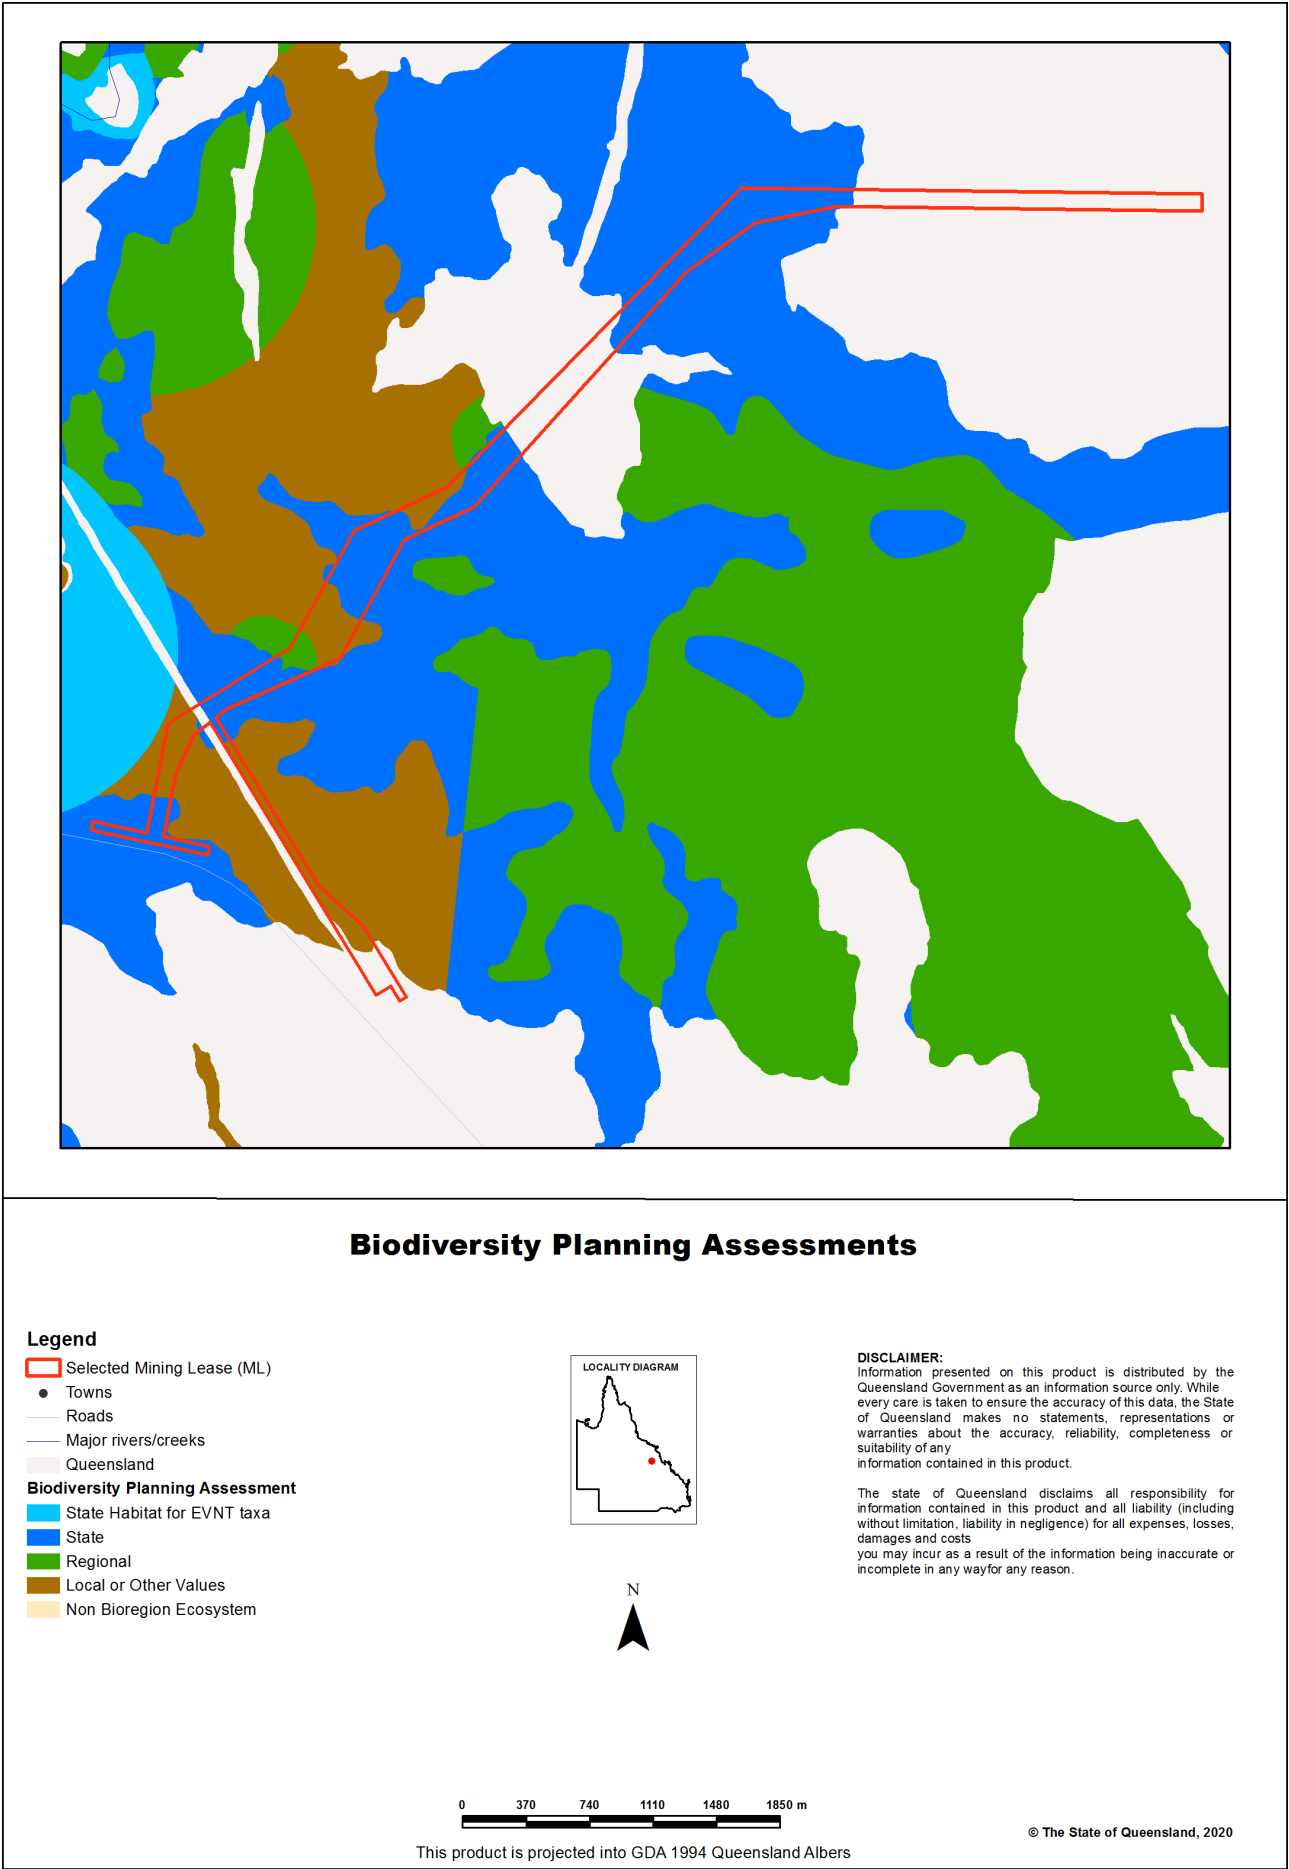 Biodiversity Planning Assessments
Legend
Selected Mining Lease (ML)
Towns
Roads
Major rivers/creeks
Queensland
Biodiversity Planning Assessment
State Habitat for EVNT taxa
State
Regional
Local or Other Values
Non Bioregion Ecosystem
LOCALITY DIAGRAM
N
DISCLAIMER:
Information presented on this product is distributed by the
Queensland Government as an information source only. While
every care is taken to ensure the accuracy of this data, the State
of Queensland makes no statements, representations or
warranties about the accuracy, reliability, completeness or
suitability of any
information contained in this product.
The state of Queensland disclaims all responsibility for
information contained in this product and all liability (including
without limitation, liability in negligence) for all expenses, losses,
damages and costs
you may incur as a result of the information being inaccurate or
incomplete in any wayfor any reason.
0 370 740 1110 1480 1850 m
© The State of Queensland, 2020
This product is projected into GDA 1994 Queensland Albers